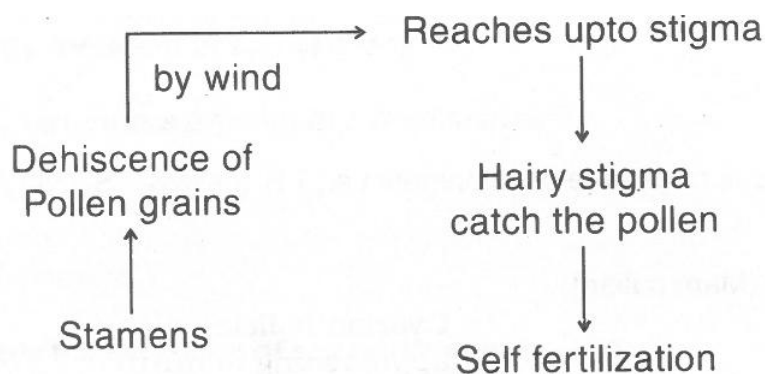 Reaches upto stigma
by wind
Dehiscence of
Pollen grains
Hairy stigma
catch the pollen
Stamens
Self fertilization